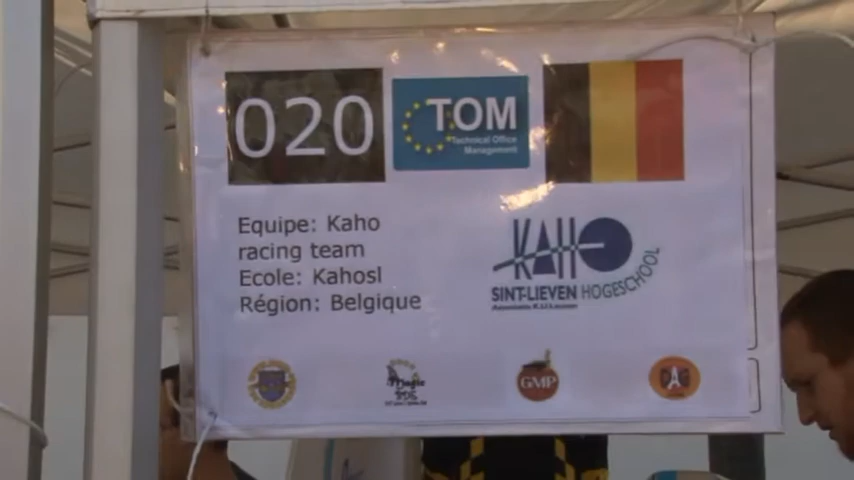 020
TOM
Technical Office
Management
Equipe: Kaho
racing team
Ecole: Kahosl
Région: Belgique
KAHO
SINT-LIEVEN HOGESCHOOL
GMP